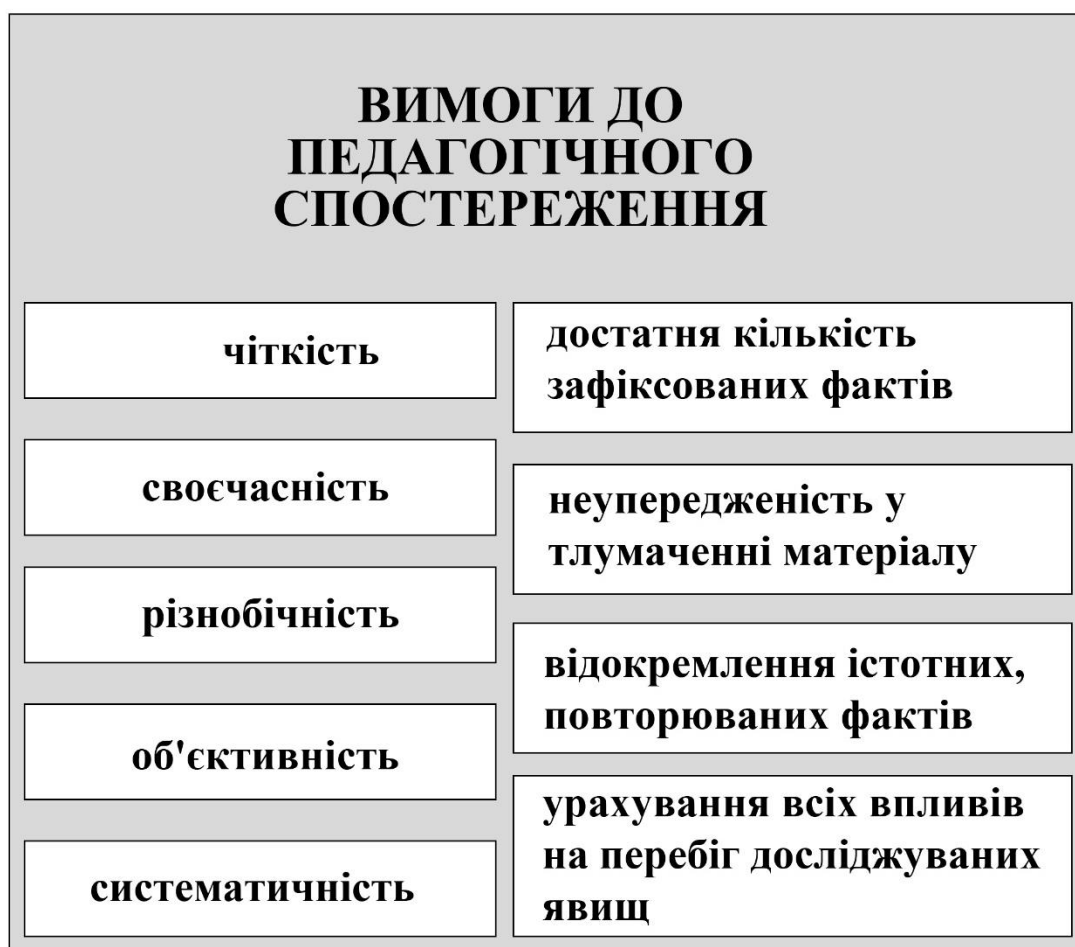 ВИМОГИ ДО
ПЕДАГОГІЧНОГО
СПОСТЕРЕЖЕННЯ
чіткість
своєчасність
різнобічність
об'єктивність
систематичність
достатня кількість
зафіксованих фактів
неупередженість у
тлумаченні матеріалу
відокремлення істотних,
повторюваних фактів
урахування всіх впливів
на перебіг досліджуваних
явищ